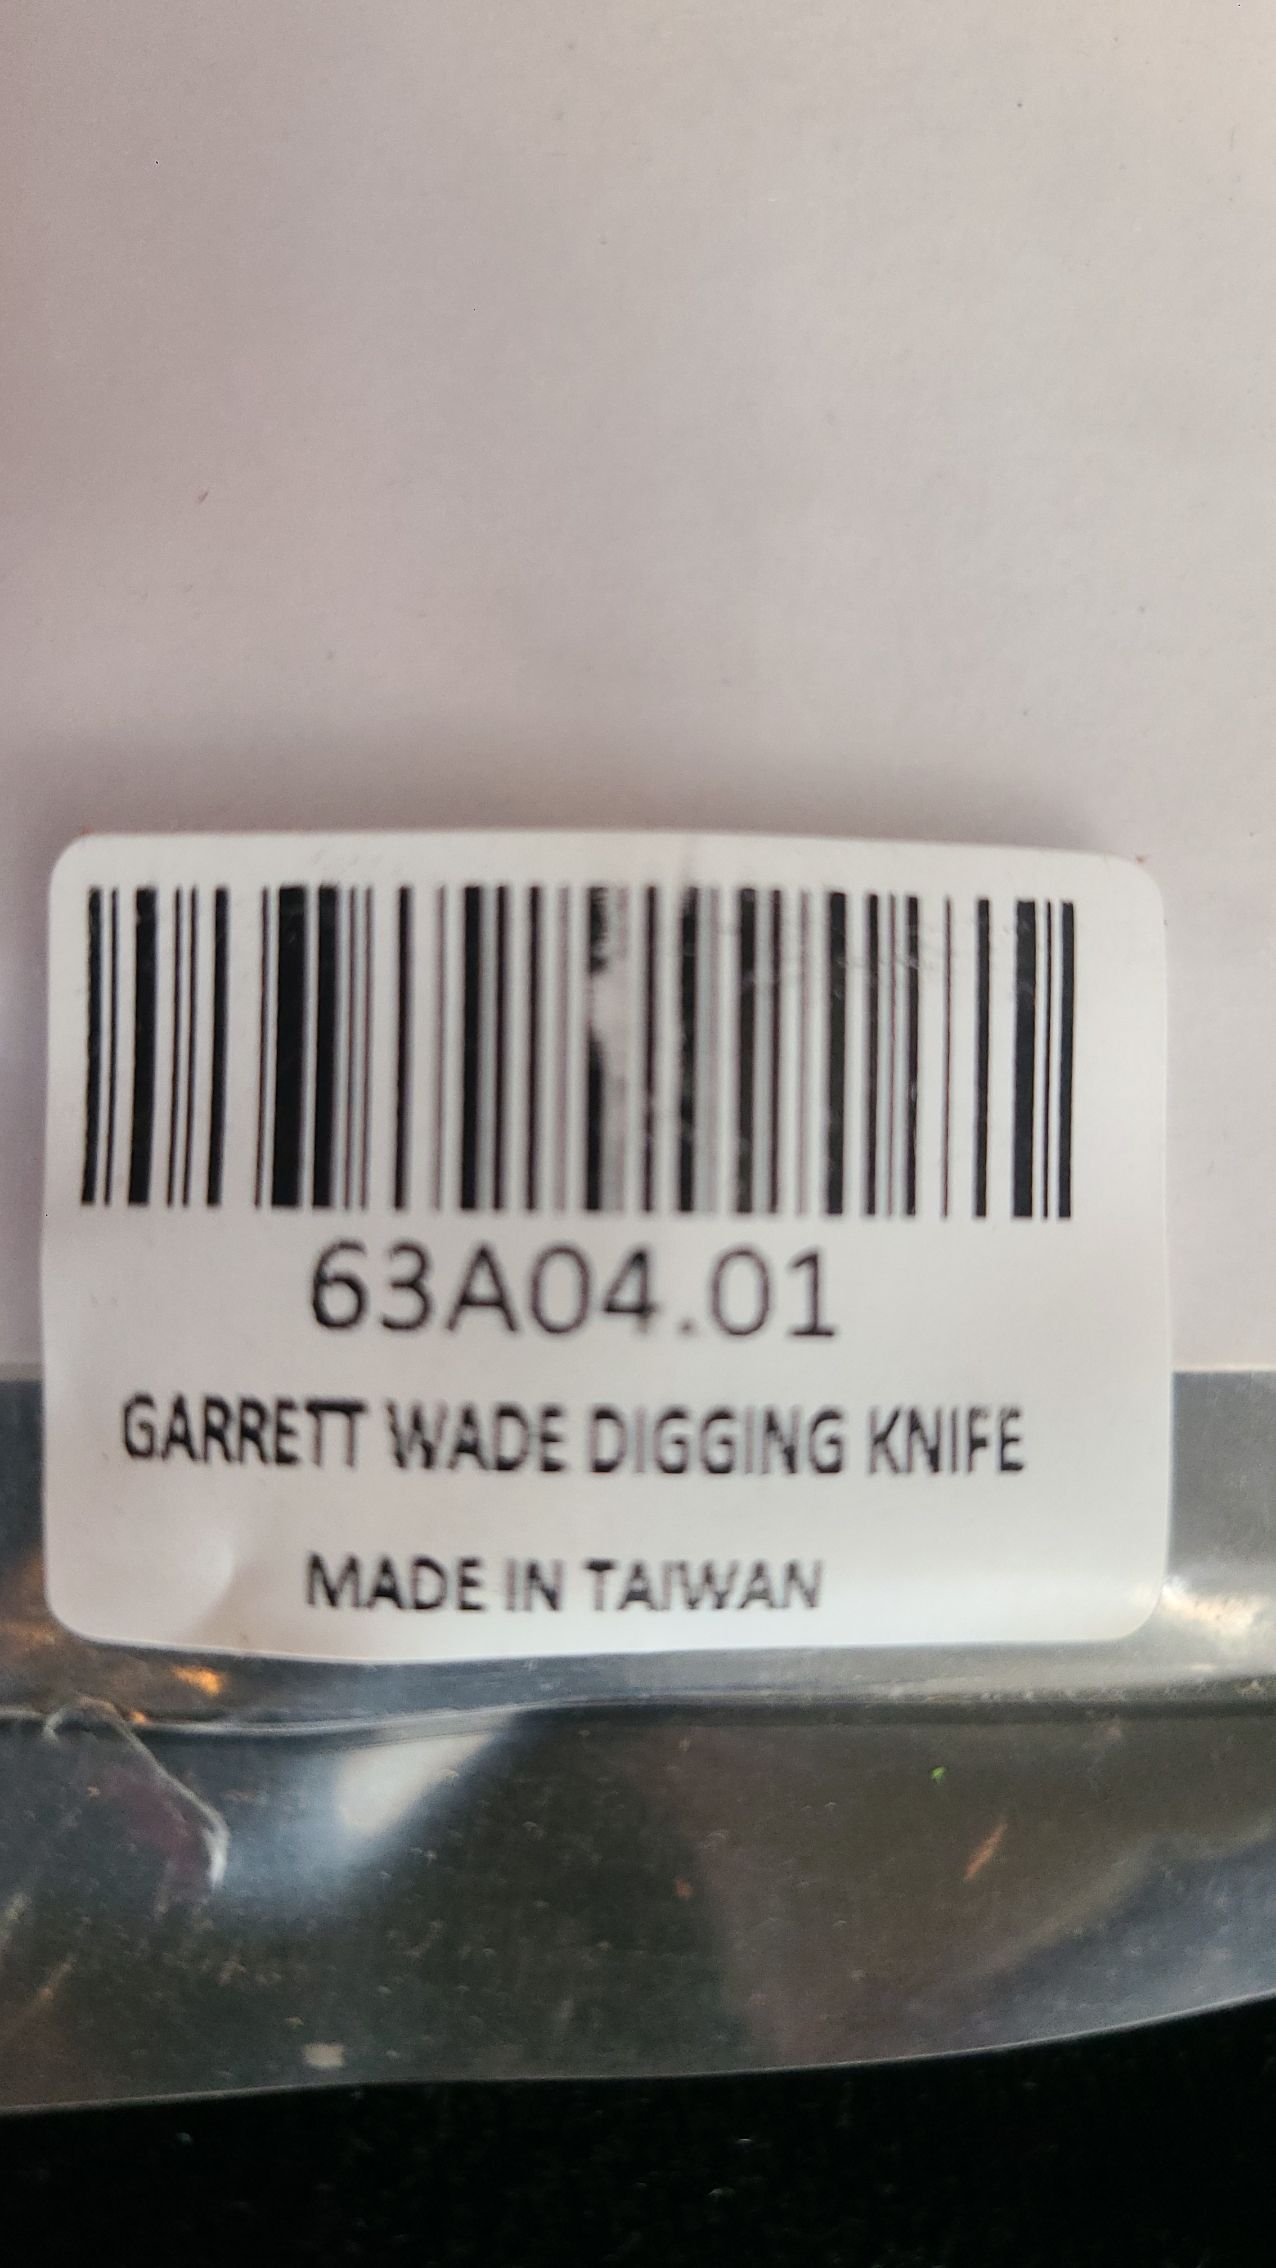 63A04.01
GARRETT WADE DIGGING KNIFE
MADE IN TAIWAN